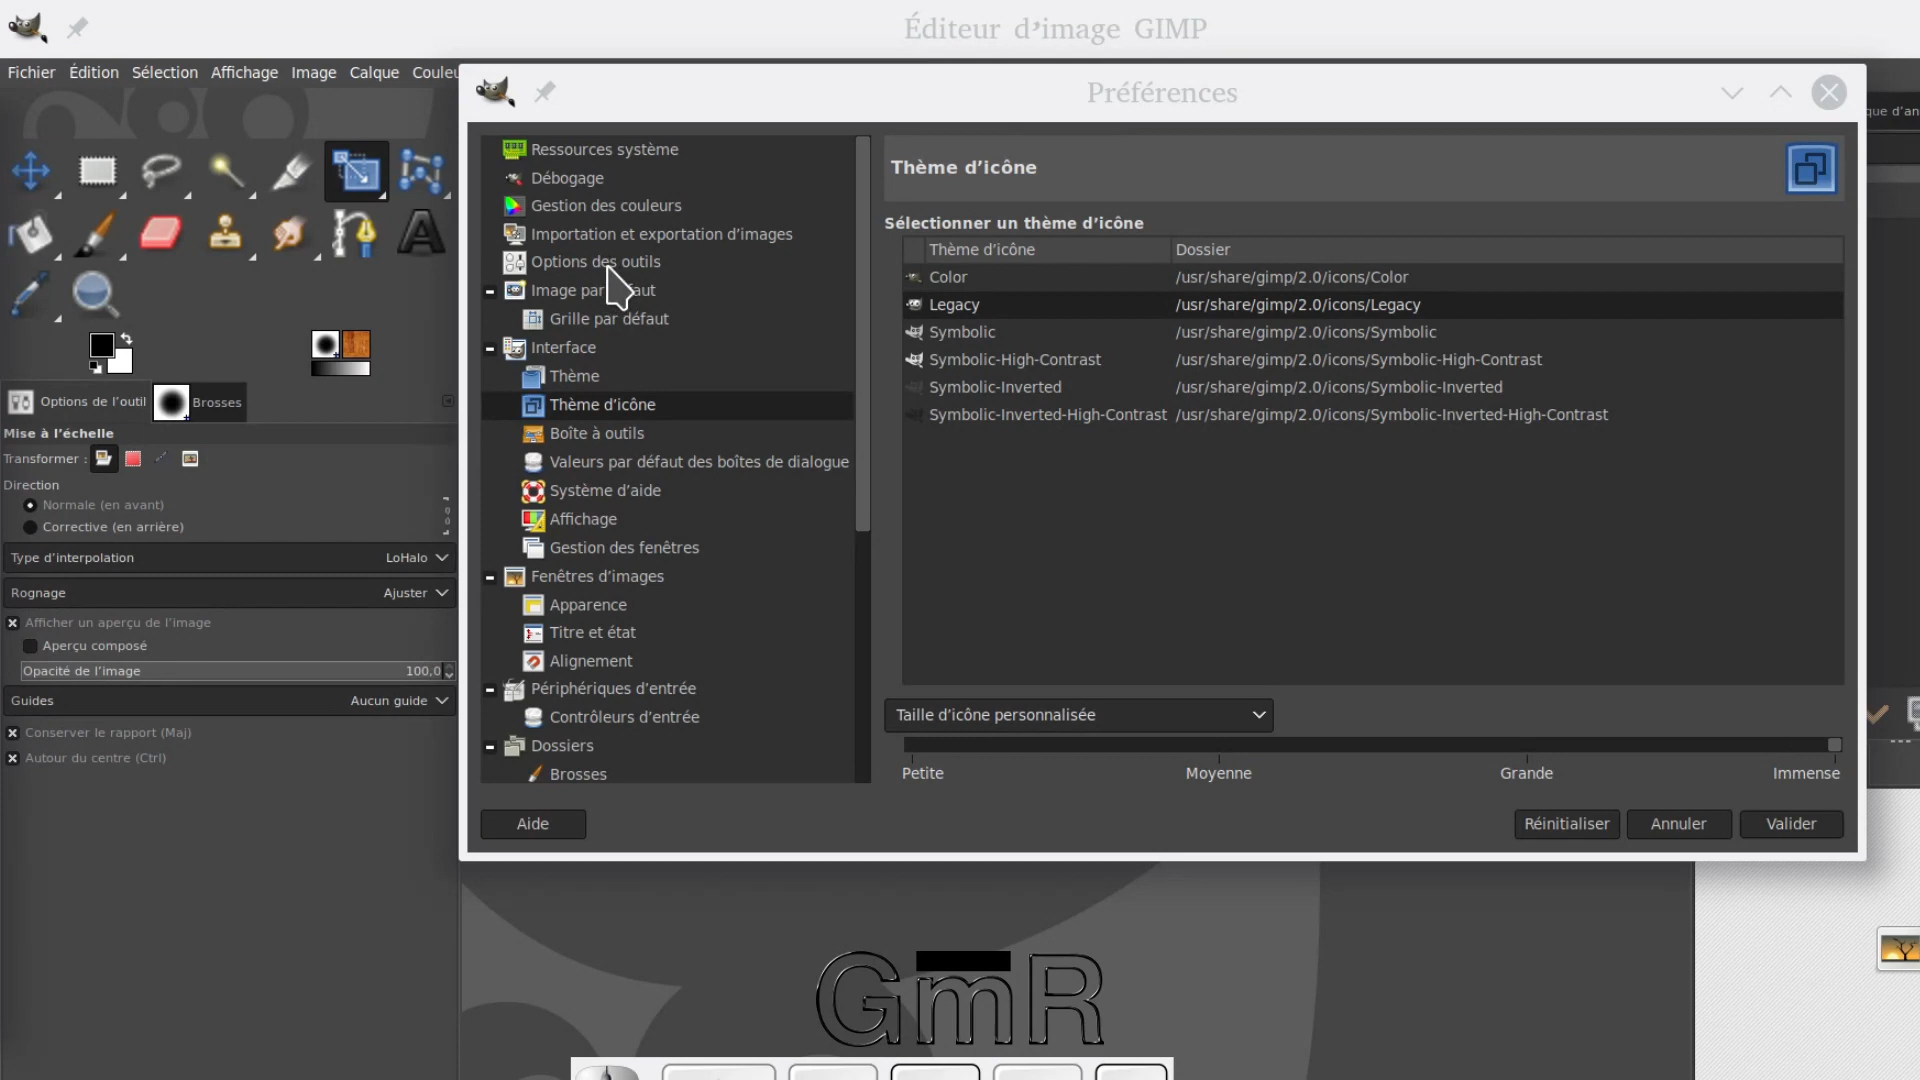 Éditeur d’image GIMP
Fichier Édition Sélection Affichage Image Calque Couleu
Préférences
que d’an
Ressources système
Débogage
Gestion des couleurs
Importation et exportation d’images
Options des outils
Image par
Grille par défaut
Interface
Thème
Thème d’icône
Boîte à outils
Valeurs par défaut des boîtes de dialogue
Système d’aide
Affichage
Gestion des fenêtres
Fenêtres d’images
Apparence
Titre et état
Alignement
Périphériques d’entrée
Contrôleurs d’entrée
Dossiers
Brosses
Thème d’icône
Sélectionner un thème d’icône
Thème d’icône Dossier
Color /usr/share/gimp/2.0/icons/Color
Legacy /usr/share/gimp/2.0/icons/Legacy
Symbolic /usr/share/gimp/2.0/icons/Symbolic
Symbolic-High-Contrast /usr/share/gimp/2.0/icons/Symbolic-High-Contrast
Symbolic-Inverted /usr/share/gimp/2.0/icons/Symbolic-Inverted
Symbolic-Inverted-High-Contrast /usr/share/gimp/2.0/icons/Symbolic-Inverted-High-Contrast
Taille d’icône personnalisée
Petite Moyenne Grande Immense
Aide Réinitialiser Annuler Valider
Options de l’outil Brosses
Mise à l’échelle
Transformer :
Direction
Normale (en avant)
Corrective (en arrière)
Type d’interpolation LoHalo
Rognage Ajuster
Afficher un aperçu de l’image
Aperçu composé
Opacité de l’image 100,0
Guides Aucun guide
Conserver le rapport (Maj)
Autour du centre (Ctrl)
GmR